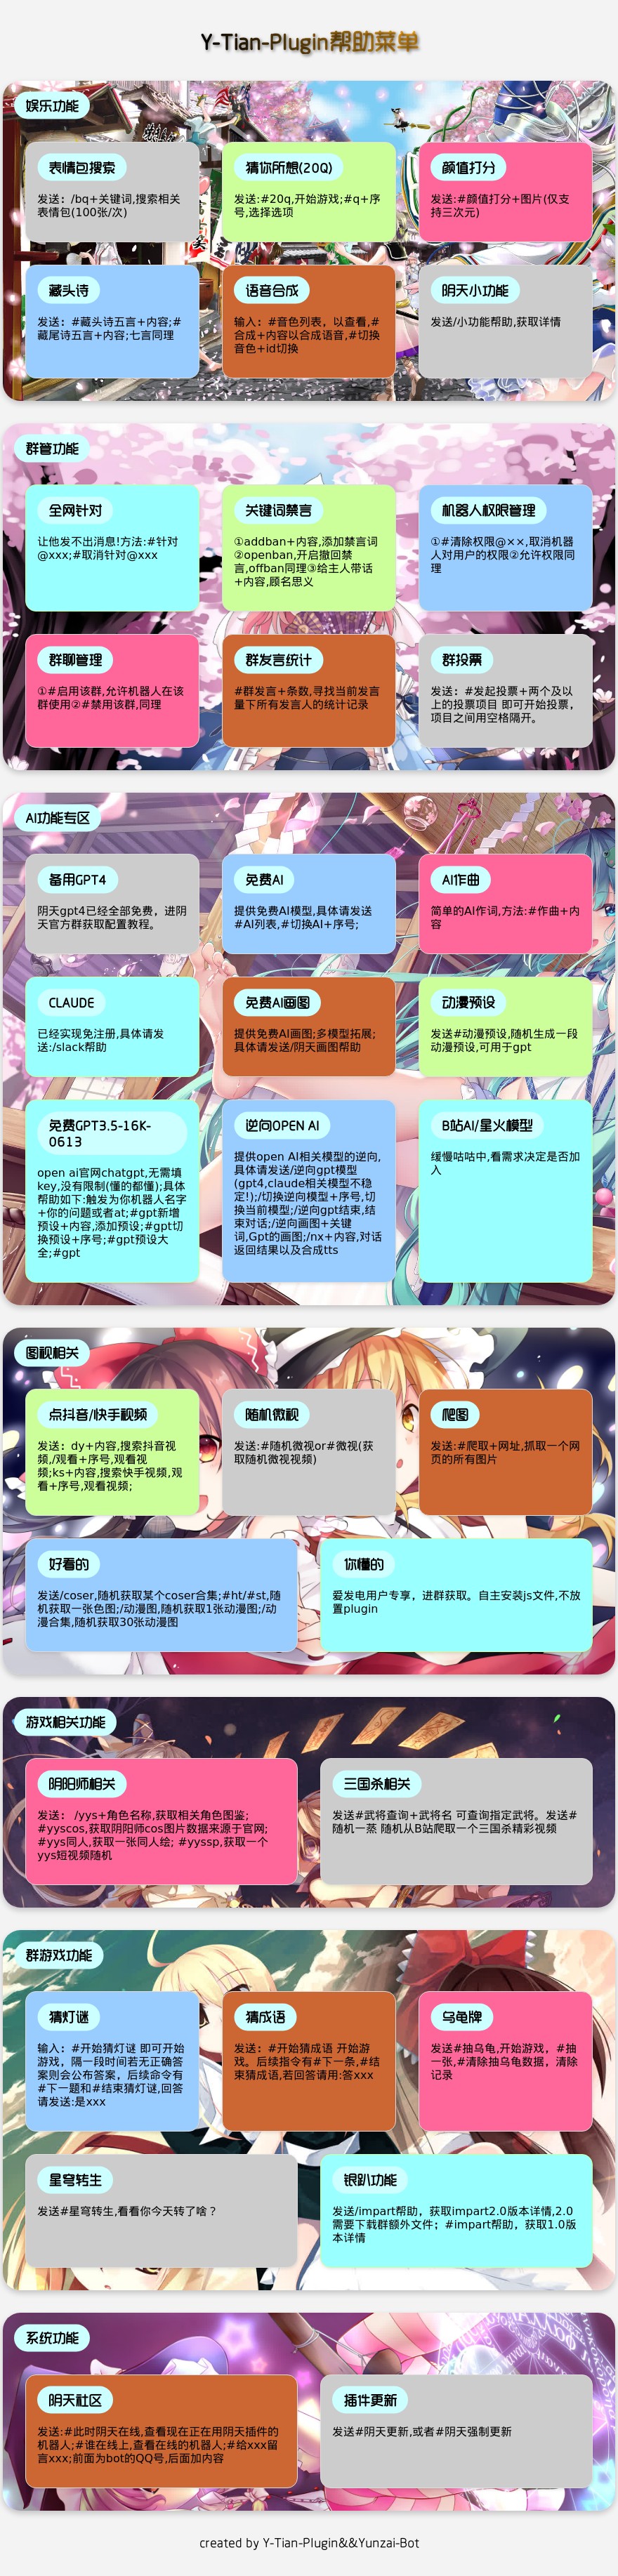 Y-Tian-Plugin帮助菜单
娱乐功能
表情包搜索
发送：/bq+关键词,搜索相关
表情包(100张/次)
猜你所想(20Q)
发送:#20q,开始游戏;#q+序
号,选择选项
颜值打分
发送:#颜值打分+图片(仅支
持三次元)
藏头诗
发送：#藏头诗五言+内容;#
藏尾诗五言+内容;七言同理
语音合成
输入：#音色列表，以查看,#
合成+内容以合成语音,#切换
音色+id切换
阴天小功能
发送/小功能帮助,获取详情
群管功能
全网针对
让他发不出消息!方法:#针对
@xxx;#取消针对@xxx
关键词禁言
①addban+内容,添加禁言词
②openban,开启撤回禁
言,offban同理③给主人带话
+内容,顾名思义
机器人权限管理
①#清除权限@××,取消机器
人对用户的权限②允许权限同
理
群聊管理
①#启用该群,允许机器人在该
群使用②#禁用该群,同理
群发言统计
#群发言+条数,寻找当前发言
量下所有发言人的统计记录
群投票
发送：#发起投票+两个及以
上的投票项目 即可开始投票，
项目之间用空格隔开。
AI功能专区
备用GPT4
阴天gpt4已经全部免费，进阴
天官方群获取配置教程。
免费AI
提供免费AI模型,具体请发送
#AI列表,#切换AI+序号;
AI作曲
简单的AI作词,方法:#作曲+内
容
CLAUDE
已经实现免注册,具体请发
送:/slack帮助
免费AI画图
提供免费AI画图;多模型拓展;
具体请发送/阴天画图帮助
动漫预设
发送#动漫预设,随机生成一段
动漫预设,可用于gpt
免费GPT3.5-16K-
0613
open ai官网chatgpt,无需填
key,没有限制(懂的都懂);具体
帮助如下:触发为你机器人名字
+你的问题或者at;#gpt新增
预设+内容,添加预设;#gpt切
换预设+序号;#gpt预设大
全;#gpt
逆向OPEN AI
提供open AI相关模型的逆向,
具体请发送/逆向gpt模型
(gpt4,claude相关模型不稳
定!);/切换逆向模型+序号,切
换当前模型;/逆向gpt结束,结
束对话;/逆向画图+关键
词,Gpt的画图;/nx+内容,对话
返回结果以及合成tts
B站AI/星火模型
缓慢咕咕中,看需求决定是否加
入
图视相关
点抖音/快手视频
发送：dy+内容,搜索抖音视
频,/观看+序号,观看视
频;ks+内容,搜索快手视频,观
看+序号,观看视频;
随机微视
发送:#随机微视or#微视(获
取随机微视视频)
爬图
发送:#爬取+网址,抓取一个网
页的所有图片
好看的
发送/coser,随机获取某个coser合集;#ht/#st,随
机获取一张色图;/动漫图,随机获取1张动漫图;/动
漫合集,随机获取30张动漫图
你懂的
爱发电用户专享，进群获取。自主安装js文件,不放
置plugin
游戏相关功能
阴阳师相关
发送： /yys+角色名称,获取相关角色图鉴;
#yyscos,获取阴阳师cos图片数据来源于官网;
#yys同人,获取一张同人绘; #yyssp,获取一个
yys短视频随机
三国杀相关
发送#武将查询+武将名 可查询指定武将。发送#
随机一蒸 随机从B站爬取一个三国杀精彩视频
群游戏功能
猜灯谜
输入：#开始猜灯谜 即可开始
游戏，隔一段时间若无正确答
案则会公布答案，后续命令有
#下一题和#结束猜灯谜,回答
请发送:是xxx
猜成语
发送：#开始猜成语 开始游
戏。后续指令有#下一条,#结
束猜成语,若回答请用:答xxx
乌龟牌
发送#抽乌龟,开始游戏，#抽
一张,#清除抽乌龟数据，清除
记录
星穹转生
发送#星穹转生,看看你今天转了啥？
银趴功能
发送/impart帮助，获取impart2.0版本详情,2.0
需要下载群额外文件；#impart帮助，获取1.0版
本详情
系统功能
阴天社区
发送:#此时阴天在线,查看现在正在用阴天插件的
机器人;#谁在线上,查看在线的机器人;#给xxx留
言xxx;前面为bot的QQ号,后面加内容
插件更新
发送#阴天更新,或者#阴天强制更新
created by Y-Tian-Plugin&&Yunzai-Bot